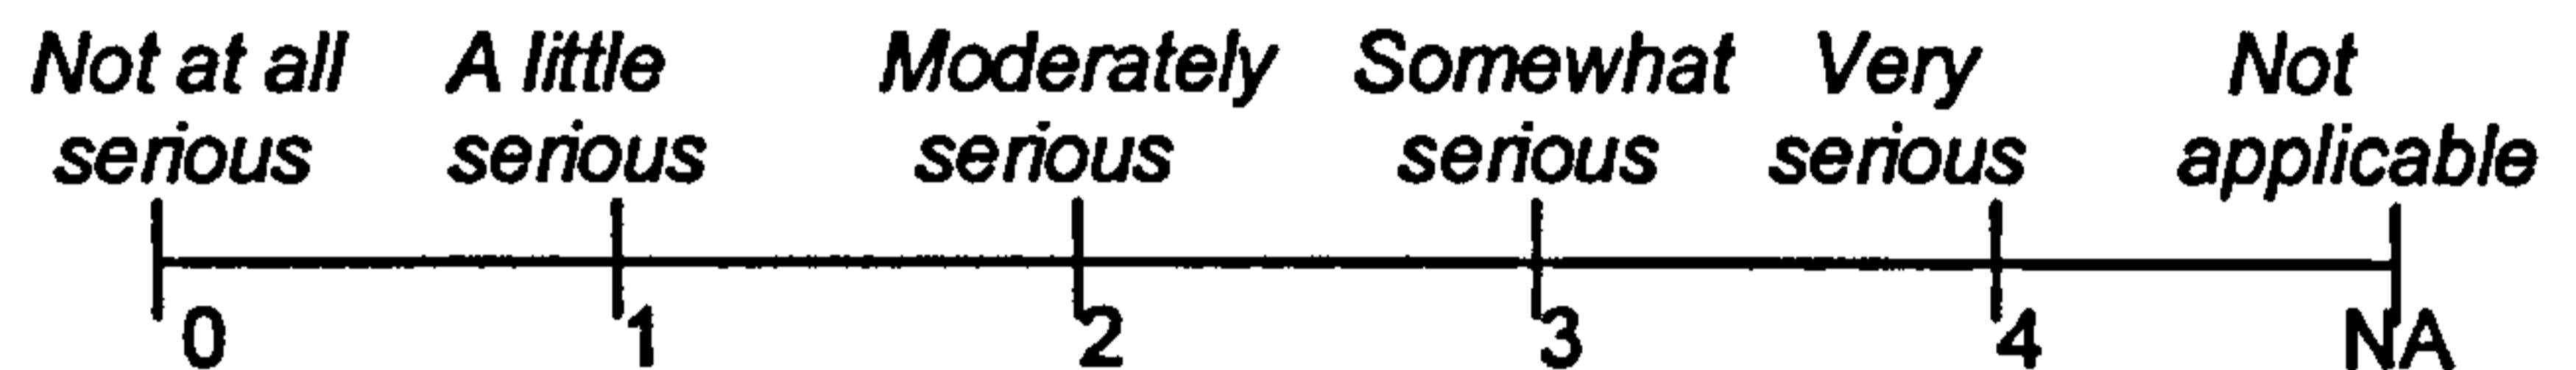 Not at all A little Moderately Somewhat Very Not
serious serious serious serious serious applicable
0 1 2 3 4 NA